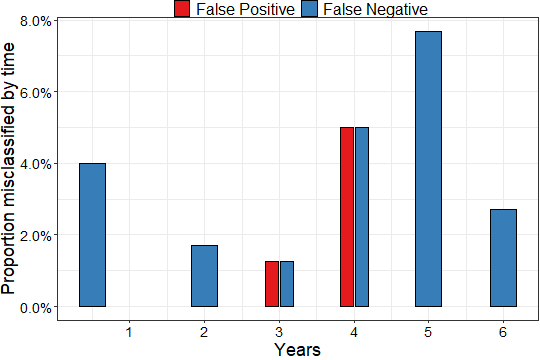 False Positive False Negative
Proportion misclassified by time
8.0%
6.0%
4.0%
2.0%
0.0%
1 2 3 4 5 6
Years